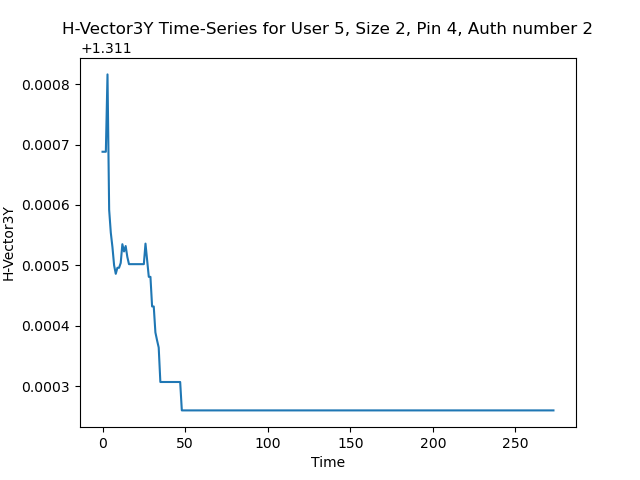 H-Vector3Y Time-Series for User 5, Size 2, Pin 4, Auth number 2
+1.311
0.0008
0.0007
0.0006
0.0005
0.0004
0.0003
H-Vector3Y
0 50 100 150 200 250
Time